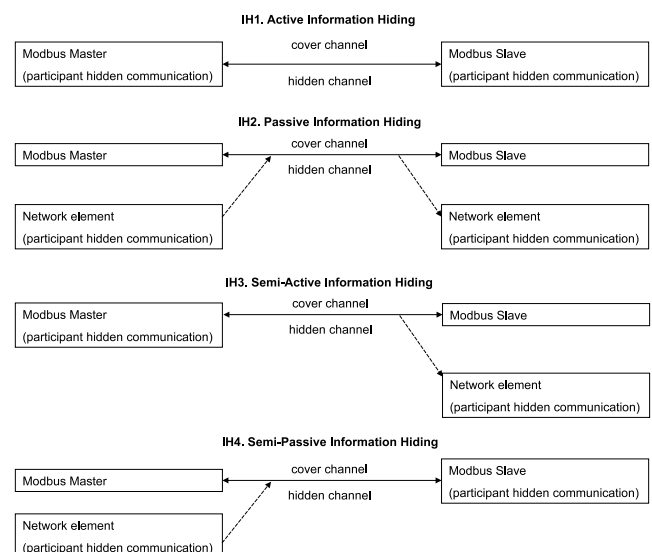 IH1. Active Information Hiding
cover channel
Modbus Master
(participant hidden communication)
Modbus Slave
(participant hidden communication)
hidden channel
IH2. Passive Information Hiding
cover channel
Modbus Master
Modbus Slave
hidden channel
Network element
(participant hidden communication)
Network element
(participant hidden communication)
IH3. Semi-Active Information Hiding
cover channel
Modbus Master
(participant hidden communication)
Modbus Slave
hidden channel
Network element
(participant hidden communication)
IH4. Semi-Passive Information Hiding
cover channel
Modbus Master
Modbus Slave
(participant hidden communication)
hidden channel
Network element
(participant hidden communication)